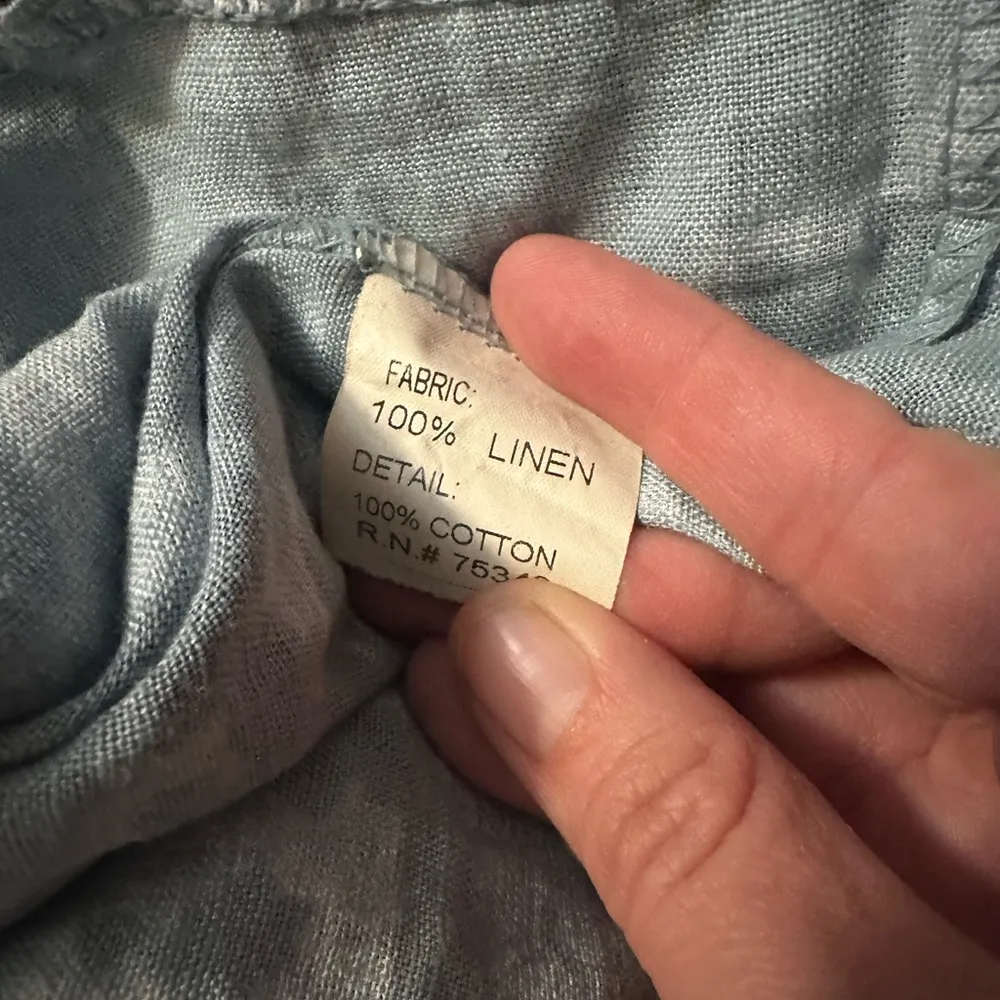 FABRIC:
100% LINEN
DETAIL:
100% COTTON
R.N.#